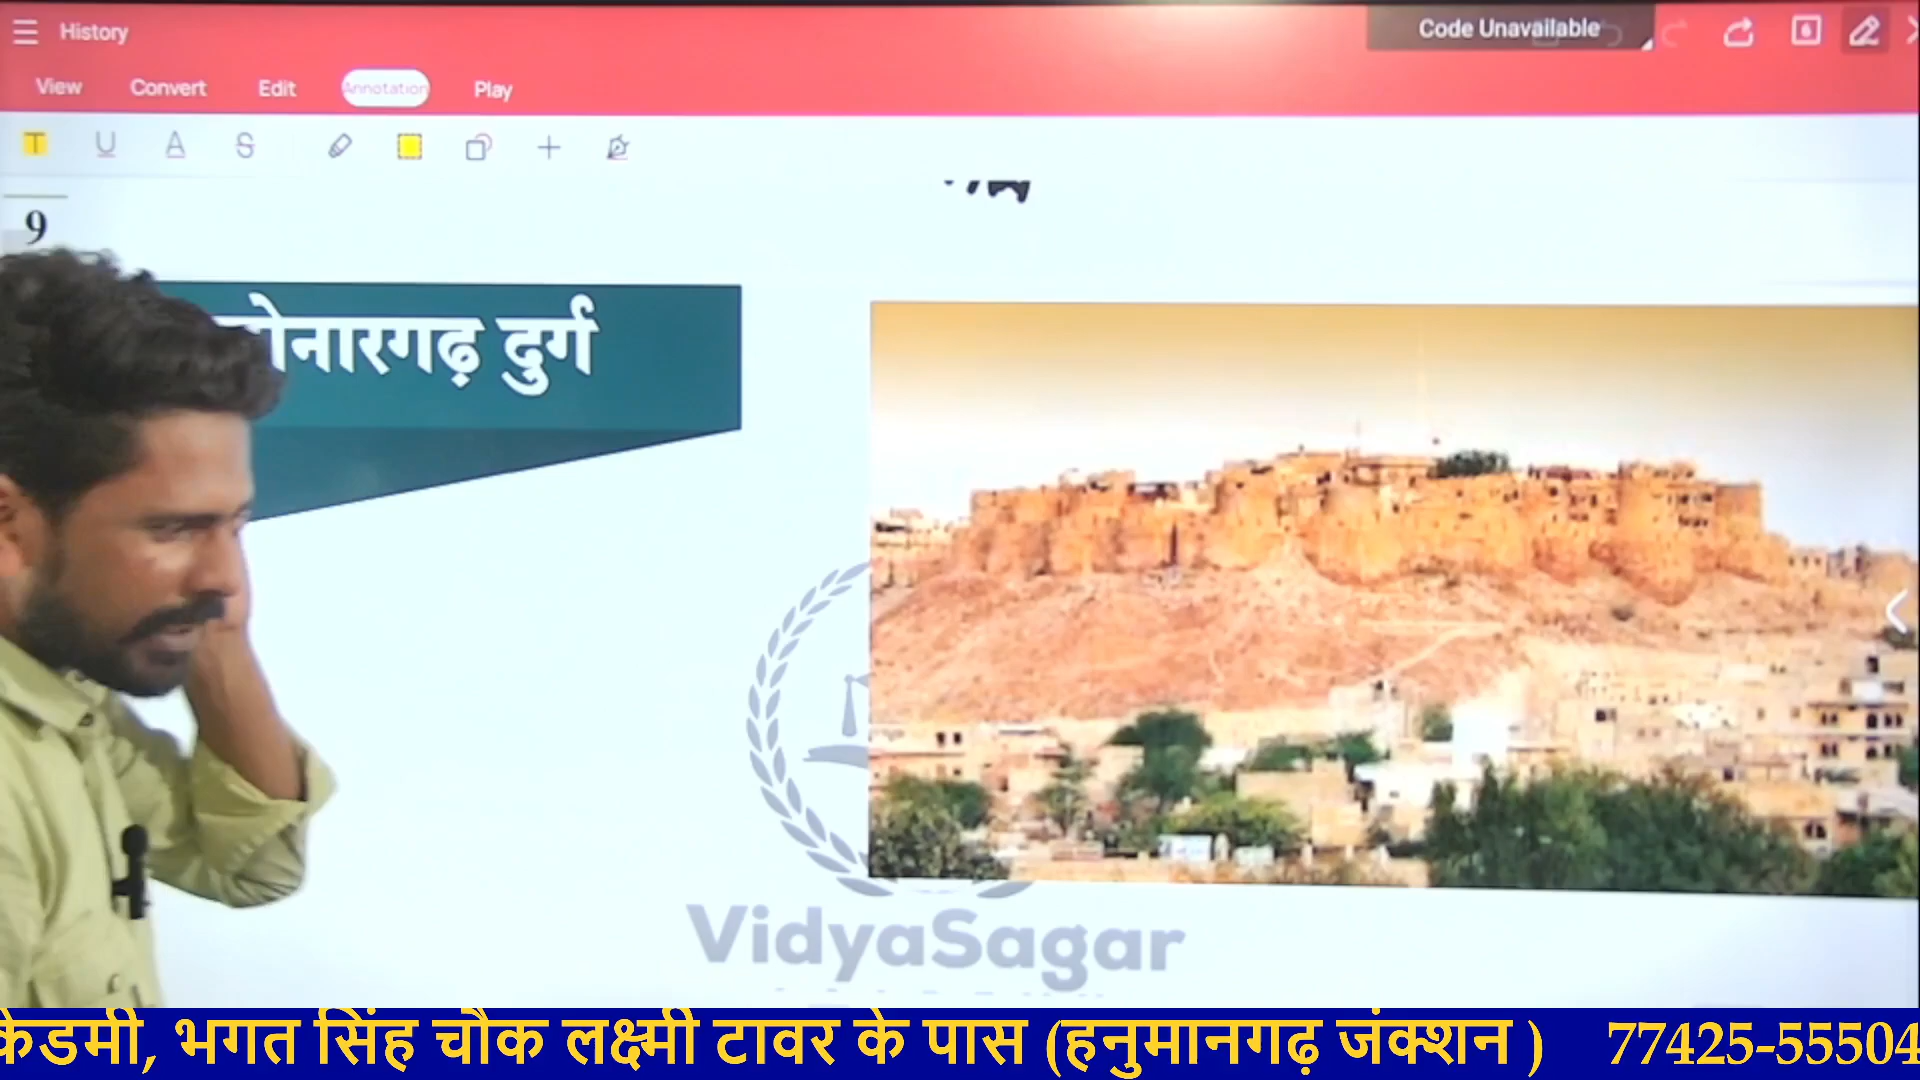 History
Code Unavailable
View Convert Edit Annotation Play
T U A S
9
सोनारगढ़ दुर्ग
VidyaSagar
केडमी, भगत सिंह चौक लक्ष्मी टावर के पास (हनुमानगढ़ जंक्शन ) 77425-55504